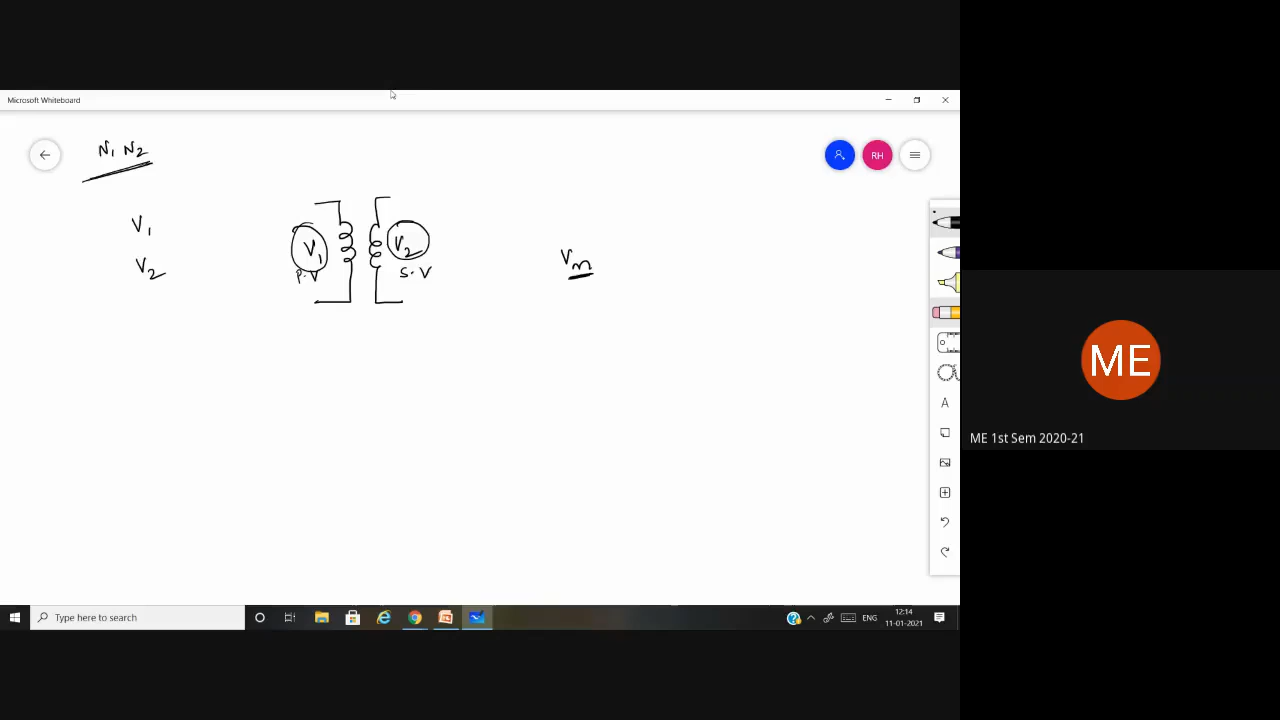 Microsoft Whiteboard
N1 N2
RH
V1
V2
V1
P.V
V2
S.V
Vm
A
ME
ME 1st Sem 2020-21
Type here to search
ENG
12:14
11-01-2021